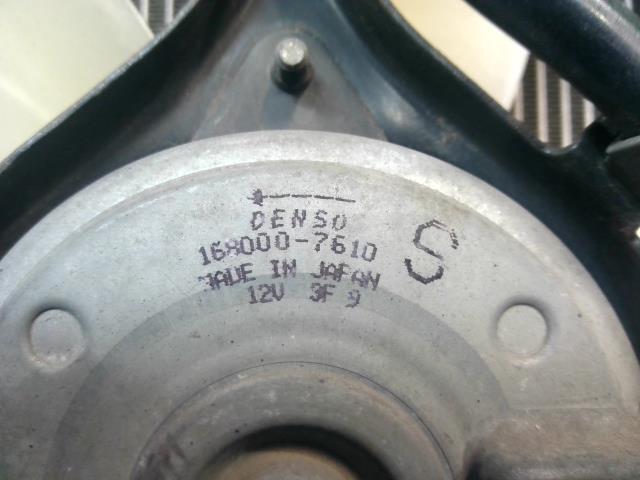 DENSO
168000-7610
S
MADE IN JAPAN
12V 3F 9